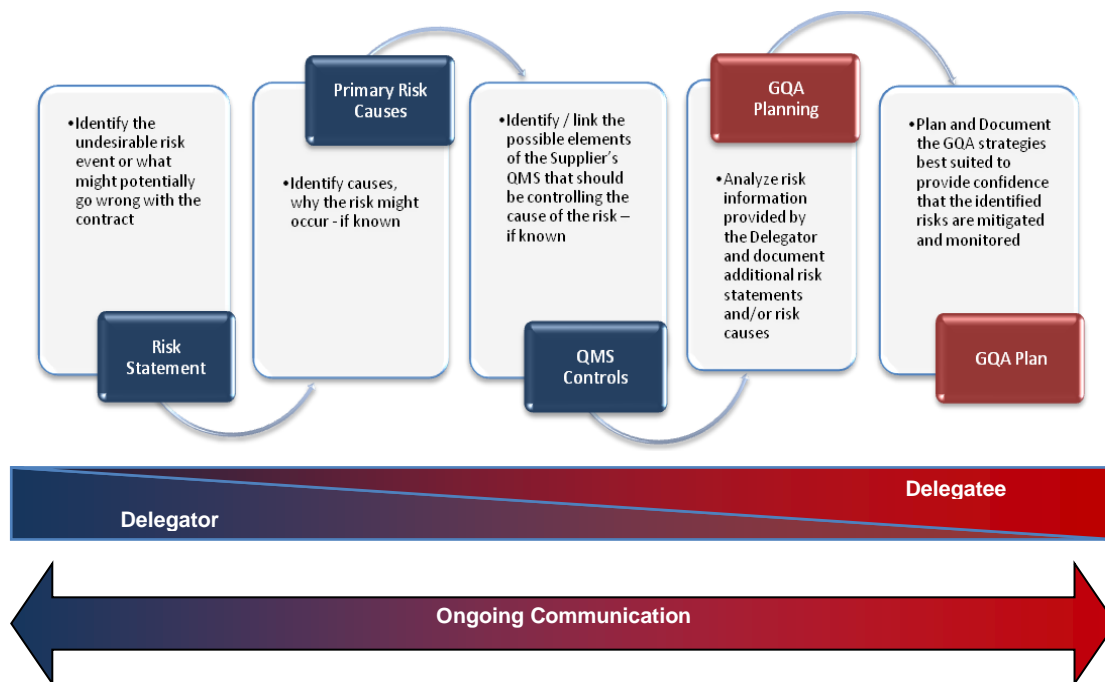 •Identify the
undesirable risk
event or what
might potentially
go wrong with the
contract
Risk
Statement
Primary Risk
Causes
•Identify causes,
why the risk might
occur - if known
•Identify / link the
possible elements
of the Supplier's
QMS that should
be controlling the
cause of the risk –
if known
QMS
Controls
GQA
Planning
•Analyze risk
information
provided by
the Delegator
and document
additional risk
statements
and/or risk
causes
•Plan and Document
the GQA strategies
best suited to
provide confidence
that the identified
risks are mitigated
and monitored
GQA Plan
Delegatee
Delegator
Ongoing Communication